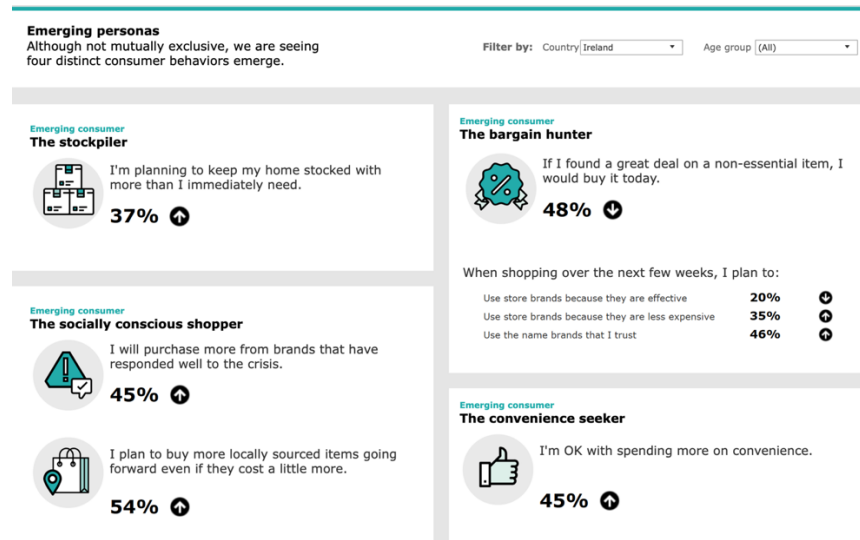 Emerging personas
Although not mutually exclusive, we are seeing
four distinct consumer behaviors emerge.
Filter by: Country Ireland Age group (All)
Emerging consumer
The stockpiler
I'm planning to keep my home stocked with
more than I immediately need.
37%
Emerging consumer
The socially conscious shopper
I will purchase more from brands that have
responded well to the crisis.
45%
I plan to buy more locally sourced items going
forward even if they cost a little more.
54%
Emerging consumer
The bargain hunter
If I found a great deal on a non-essential item, I
would buy it today.
%
48%
When shopping over the next few weeks, I plan to:
Use store brands because they are effective 20%
Use store brands because they are less expensive 35%
Use the name brands that I trust 46%
Emerging consumer
The convenience seeker
I'm OK with spending more on convenience.
45%